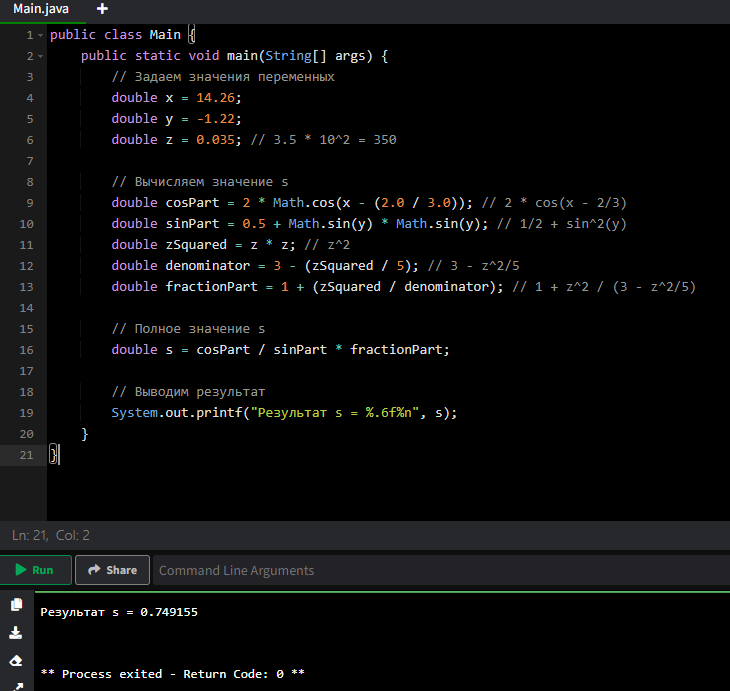 Main.java +
1 public class Main {
2 public static void main(String[] args) {
3 // Задаем значения переменных
4 double x = 14.26;
5 double y = -1.22;
6 double z = 0.035; // 3.5 * 10^2 = 350
7
8 // Вычисляем значение s
9 double cosPart = 2 * Math.cos(x - (2.0 / 3.0)); // 2 * cos(x - 2/3)
10 double sinPart = 0.5 + Math.sin(y) * Math.sin(y); // 1/2 + sin^2(y)
11 double zSquared = z * z; // z^2
12 double denominator = 3 - (zSquared / 5); // 3 - z^2/5
13 double fractionPart = 1 + (zSquared / denominator); // 1 + z^2 / (3 - z^2/5)
14
15 // Полное значение s
16 double s = cosPart / sinPart * fractionPart;
17
18 // Выводим результат
19 System.out.printf("Результат s = %.6f%n", s);
20 }
21 }
Ln: 21, Col: 2
Run Share Command Line Arguments
Результат s = 0.749155
** Process exited - Return Code: 0 **